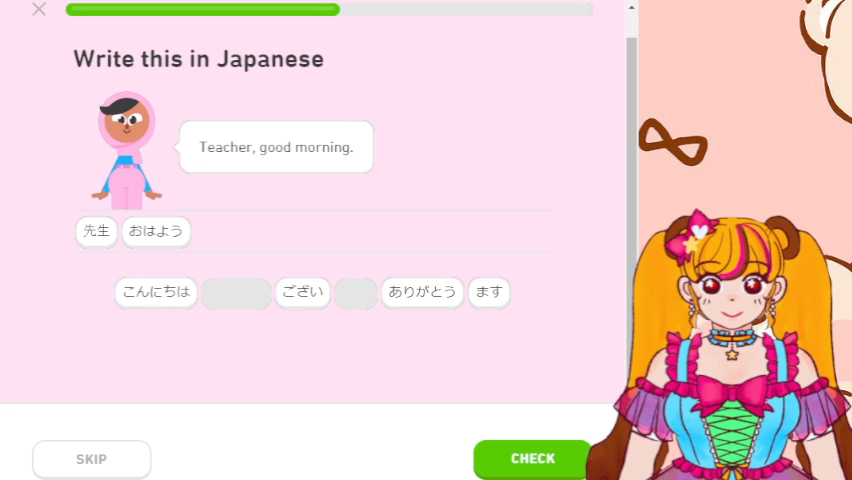 Write this in Japanese
Teacher, good morning.
先生 おはよう
こんにちは ござい ありがとう ます
SKIP CHECK